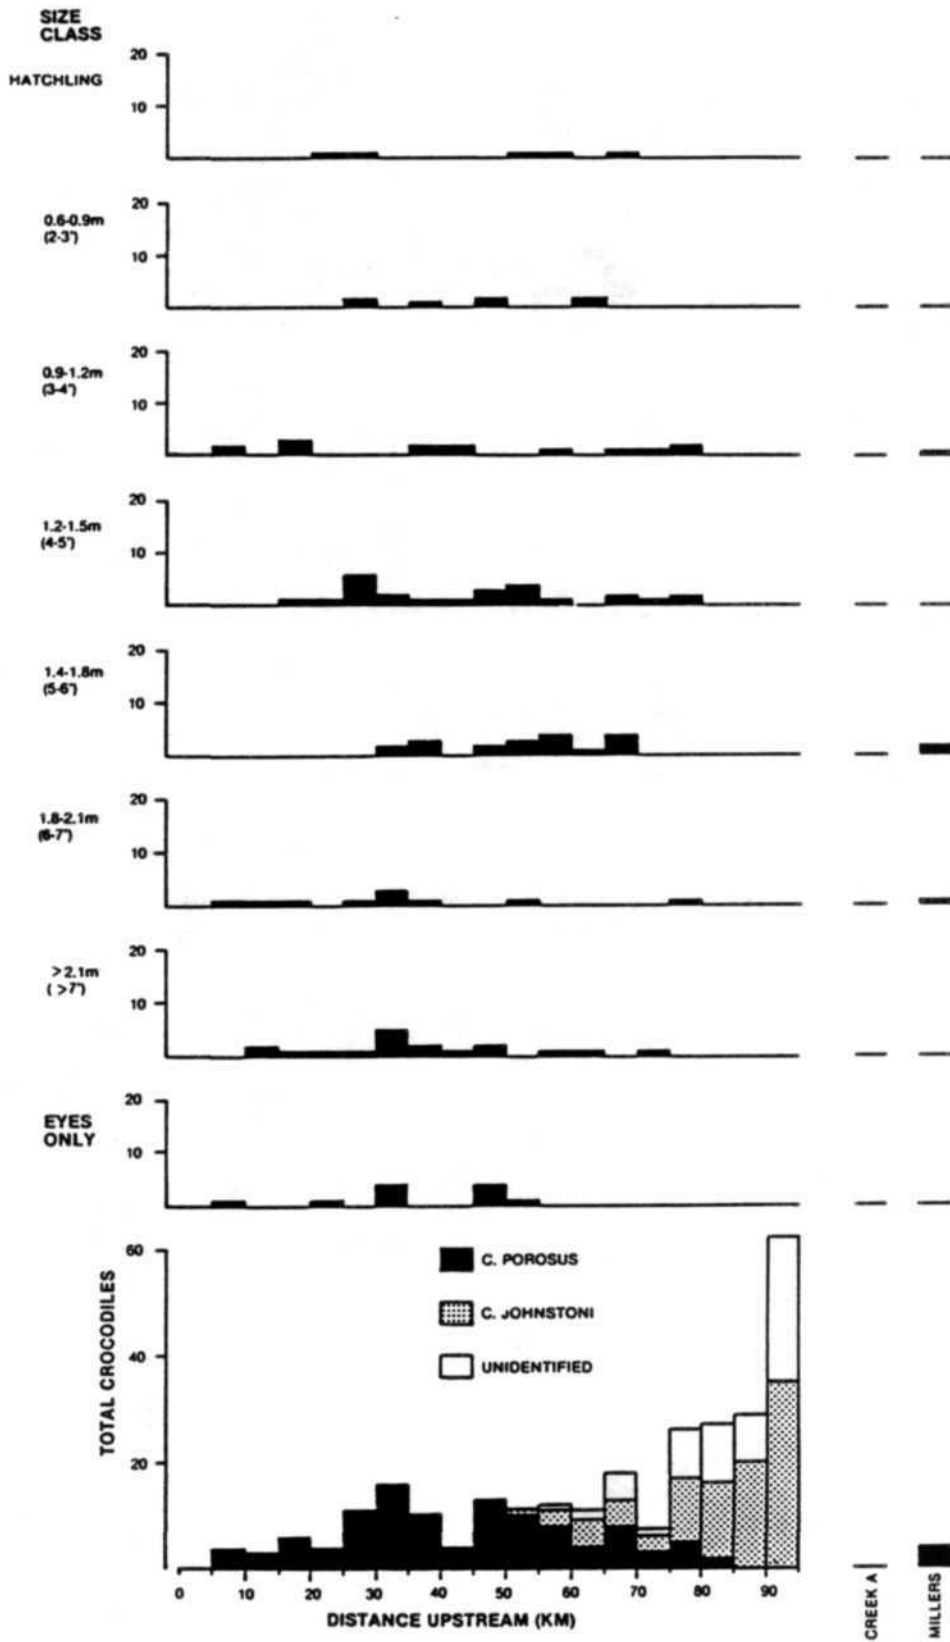 SIZE
CLASS
HATCHLING
20
10
0.6-0.9m
(2-3')
20
10
0.9-1.2m
(3-4')
20
10
1.2-1.5m
(4-5')
20
10
1.4-1.8m
(5-6')
20
10
1.8-2.1m
(6-7')
20
10
>2.1m
( >7')
20
10
EYES
ONLY
20
10
TOTAL CROCODILES
60
40
20
C. POROSUS
C. JOHNSTONI
UNIDENTIFIED
0 10 20 30 40 50 60 70 80 90
DISTANCE UPSTREAM (KM)
CREEK A
MILLERS